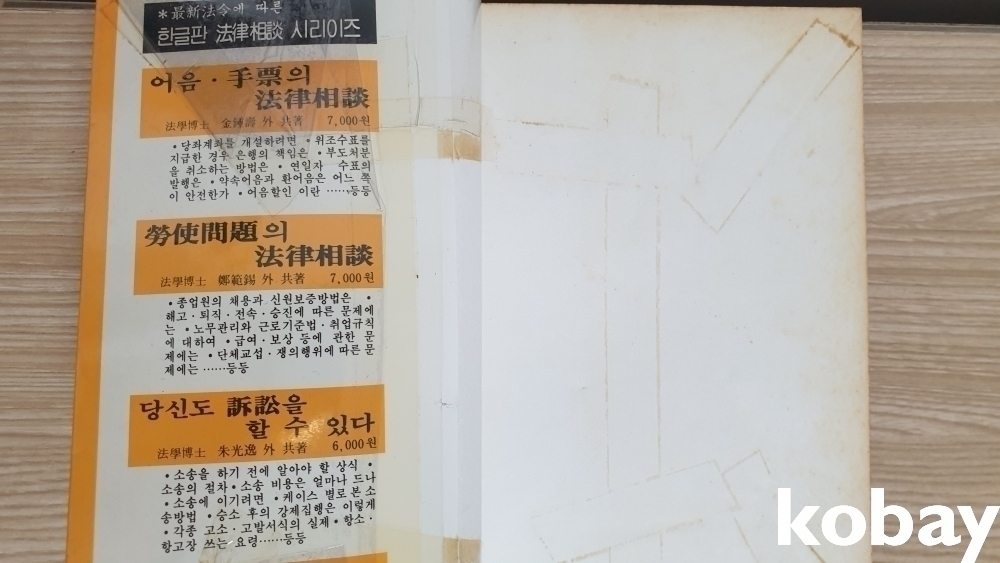 *最新法令에 따른
한글판 法律相談 시리이즈
어음·手票의
法律相談
法學博士 金鍾壽 外 共著 7,000원
•당좌계좌를 개설하려면 •위조수표를
지급한 경우 은행의 책임은 •부도처분
을 취소하는 방법은 •연일자 수표의
발행은 •약속어음과 환어음은 어느 쪽
이 안전한가 •어음할인 이란 ……등등
勞使問題의
法律相談
法學博士 鄭範錫 外 共著 7,000원
•종업원의 채용과 신원보증방법은 •
해고·퇴직·전속·승진에 따른 문제에
는 •노무관리와 근로기준법·취업규칙
에 대하여 •급여·보상 등에 관한 문
제에는 •단체교섭·쟁의행위에 따른 문
제에는 ……등등
당신도 訴訟을
할 수 있다
法學博士 朱光逸 外 共著 6,000원
•소송을 하기 전에 알아야 할 상식 •
소송의 절차•소송 비용은 얼마나 드나
•소송에 이기려면 •케이스 별로 본 소
송방법 •승소 후의 강제집행은 이렇게
•각종 고소·고발서식의 실제 •항소·
항고장 쓰는 요령……등등
kobay